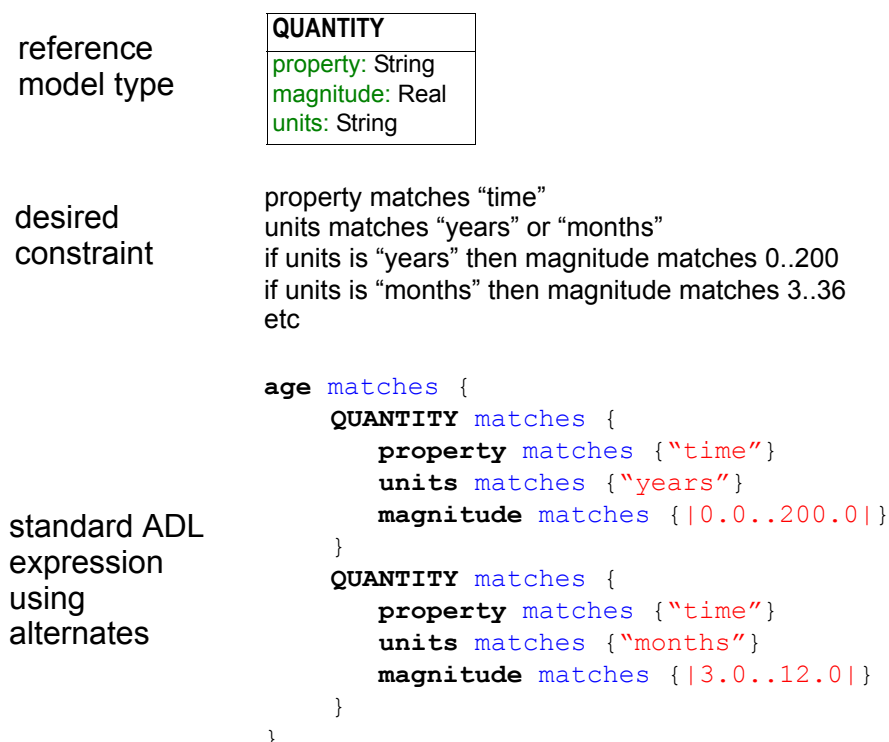 reference
model type
QUANTITY
property: String
magnitude: Real
units: String
desired
constraint
property matches “time”
units matches “years” or “months”
if units is “years” then magnitude matches 0..200
if units is “months” then magnitude matches 3..36
etc
standard ADL
expression
using
alternates
age matches {
QUANTITY matches {
property matches {“time”}
units matches {“years”}
magnitude matches {|0.0..200.0|}
}
QUANTITY matches {
property matches {“time”}
units matches {“months”}
magnitude matches {|3.0..12.0|}
}
}